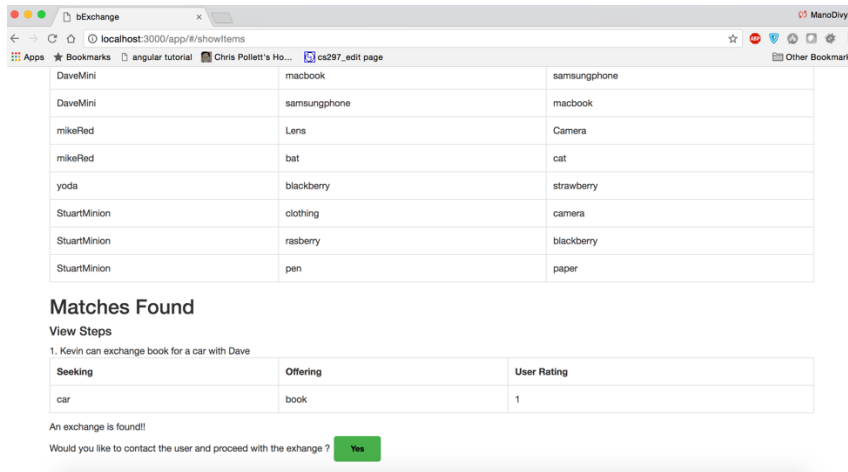 bExchange
ManoDivy
localhost:3000/app/#/showItems
ABP
Apps Bookmarks angular tutorial Chris Pollett's Ho... cs297_edit page Other Bookmark
DaveMini macbook samsungphone
DaveMini samsungphone macbook
mikeRed Lens Camera
mikeRed bat cat
yoda blackberry strawberry
StuartMinion clothing camera
StuartMinion rasberry blackberry
StuartMinion pen paper
Matches Found
View Steps
1. Kevin can exchange book for a car with Dave
Seeking Offering User Rating
car book 1
An exchange is found!!
Would you like to contact the user and proceed with the exhange ? Yes